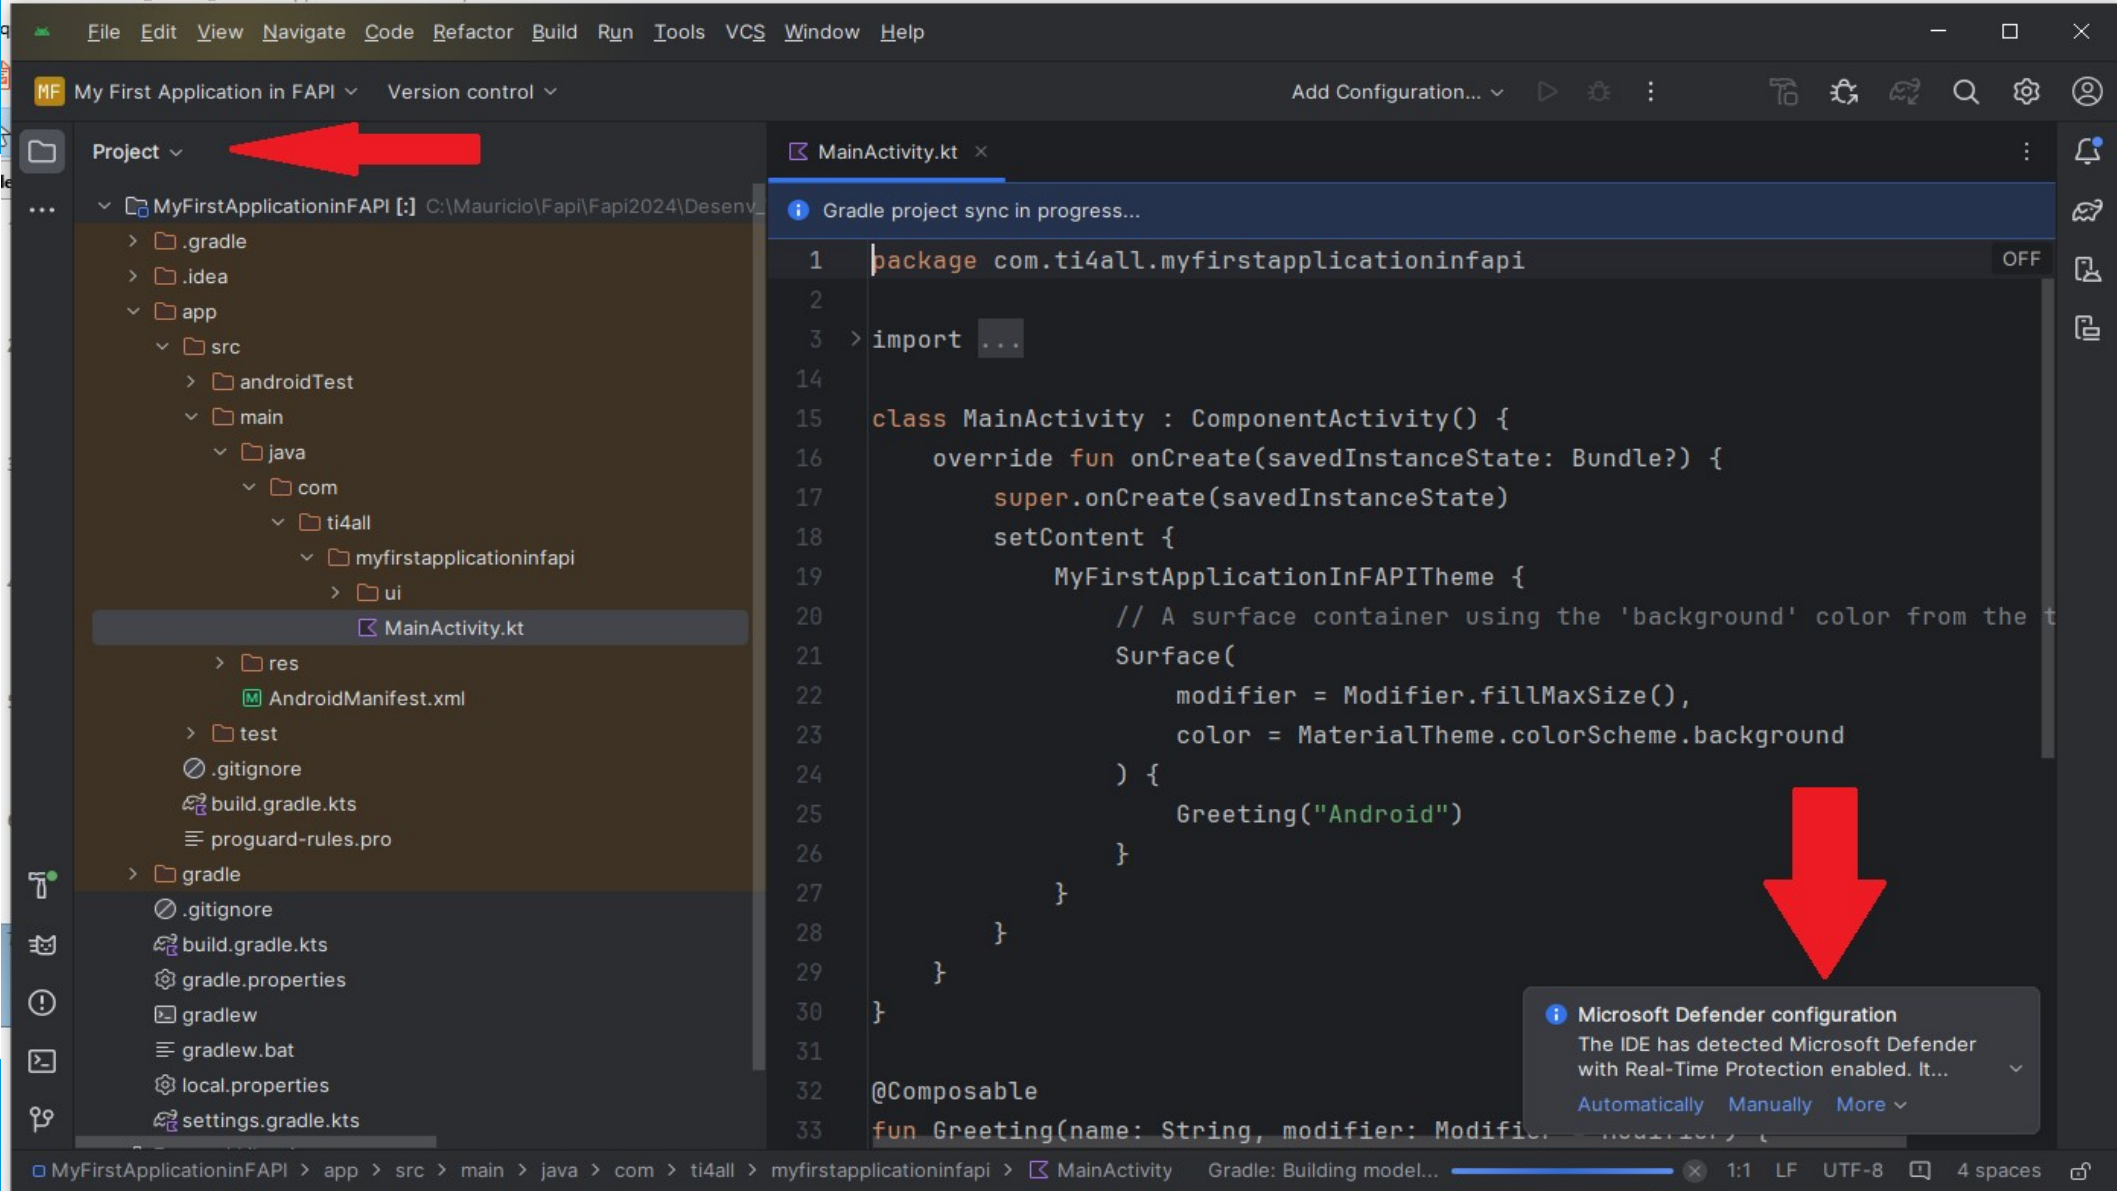 File Edit View Navigate Code Refactor Build Run Tools VCS Window Help
MF My First Application in FAPI Version control Add Configuration...
Project
MainActivity.kt
MyFirstApplicationinFAPI [:] C:\Mauricio\Fapi\Fapi2024\Desenv_
Gradle project sync in progress...
.gradle
.idea
app
src
androidTest
main
java
com
ti4all
myfirstapplicationinfapi
ui
MainActivity.kt
res
AndroidManifest.xml
test
.gitignore
build.gradle.kts
proguard-rules.pro
gradle
.gitignore
build.gradle.kts
gradle.properties
gradlew
gradlew.bat
local.properties
settings.gradle.kts
1 package com.ti4all.myfirstapplicationinfapi OFF
2
3 import ...
14
15 class MainActivity : ComponentActivity() {
16 override fun onCreate(savedInstanceState: Bundle?) {
17 super.onCreate(savedInstanceState)
18 setContent {
19 MyFirstApplicationInFAPITheme {
20 // A surface container using the 'background' color from the t
21 Surface(
22 modifier = Modifier.fillMaxSize(),
23 color = MaterialTheme.colorScheme.background
24 ) {
25 Greeting("Android")
26 }
27 }
28 }
29 }
30 }
31
32 @Composable
33 fun Greeting(name: String, modifier: Modifie
Microsoft Defender configuration
The IDE has detected Microsoft Defender
with Real-Time Protection enabled. It...
Automatically Manually More
MyFirstApplicationinFAPI > app > src > main > java > com > ti4all > myfirstapplicationinfapi > MainActivity Gradle: Building model... 1:1 LF UTF-8 4 spaces